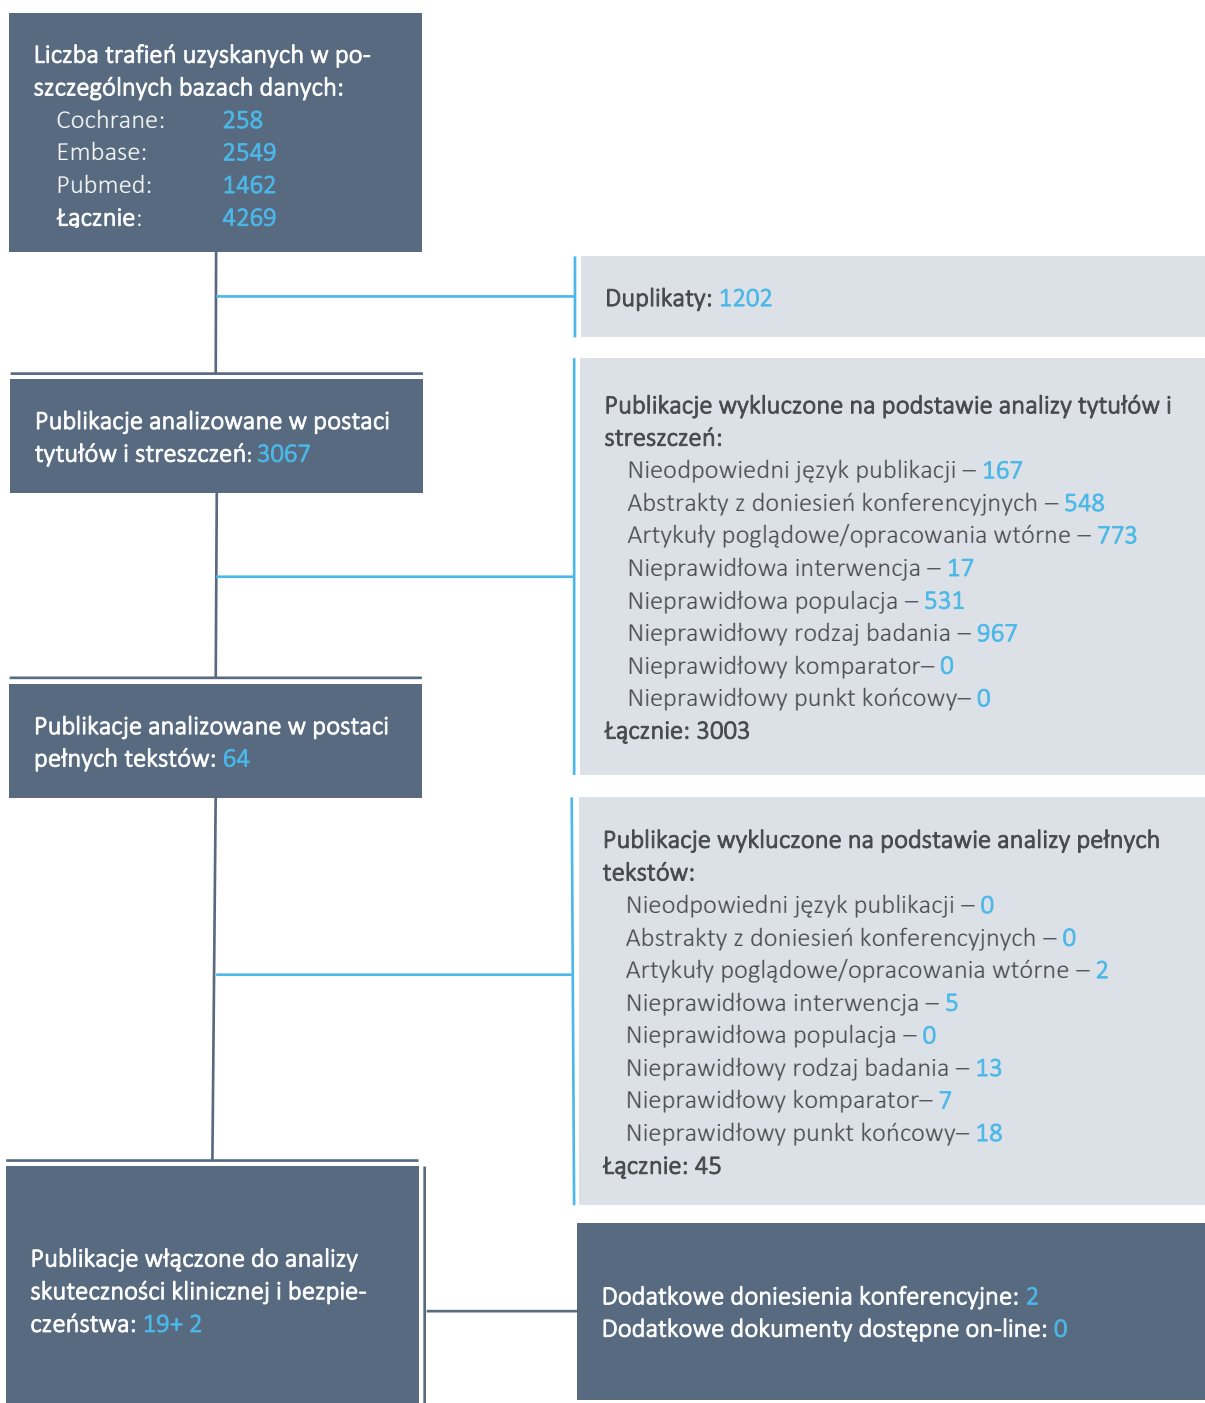 Liczba trafień uzyskanych w po-
szczególnych bazach danych:
Cochrane: 258
Embase: 2549
Pubmed: 1462
Łącznie: 4269
Duplikaty: 1202
Publikacje analizowane w postaci
tytułów i streszczeń: 3067
Publikacje wykluczone na podstawie analizy tytułów i
streszczeń:
Nieodpowiedni język publikacji – 167
Abstrakty z doniesień konferencyjnych – 548
Artykuły poglądowe/opracowania wtórne – 773
Nieprawidłowa interwencja – 17
Nieprawidłowa populacja – 531
Nieprawidłowy rodzaj badania – 967
Nieprawidłowy komparator– 0
Nieprawidłowy punkt końcowy– 0
Łącznie: 3003
Publikacje analizowane w postaci
pełnych tekstów: 64
Publikacje wykluczone na podstawie analizy pełnych
tekstów:
Nieodpowiedni język publikacji – 0
Abstrakty z doniesień konferencyjnych – 0
Artykuły poglądowe/opracowania wtórne – 2
Nieprawidłowa interwencja – 5
Nieprawidłowa populacja – 0
Nieprawidłowy rodzaj badania – 13
Nieprawidłowy komparator– 7
Nieprawidłowy punkt końcowy– 18
Łącznie: 45
Publikacje włączone do analizy
skuteczności klinicznej i bezpie-
czeństwa: 19+ 2
Dodatkowe doniesienia konferencyjne: 2
Dodatkowe dokumenty dostępne on-line: 0